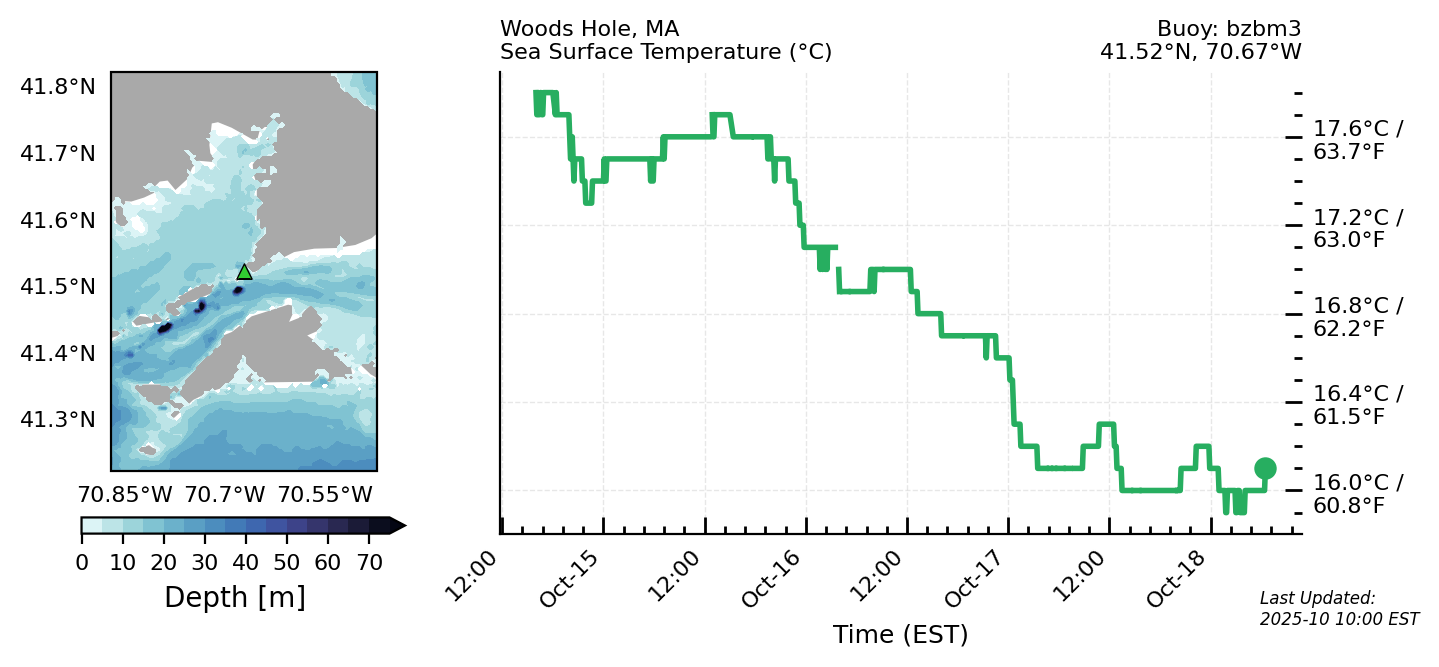 Woods Hole, MA
Sea Surface Temperature (°C)
Buoy: bzbm3
41.52°N, 70.67°W
41.8°N
41.7°N
41.6°N
41.5°N
41.4°N
41.3°N
70.85°W 70.7°W 70.55°W
0 10 20 30 40 50 60 70
Depth [m]
17.6°C /
63.7°F
17.2°C /
63.0°F
16.8°C /
62.2°F
16.4°C /
61.5°F
16.0°C /
60.8°F
12:00 Oct-15 12:00 Oct-16 12:00 Oct-17 12:00 Oct-18
Time (EST)
Last Updated:
2025-10 10:00 EST